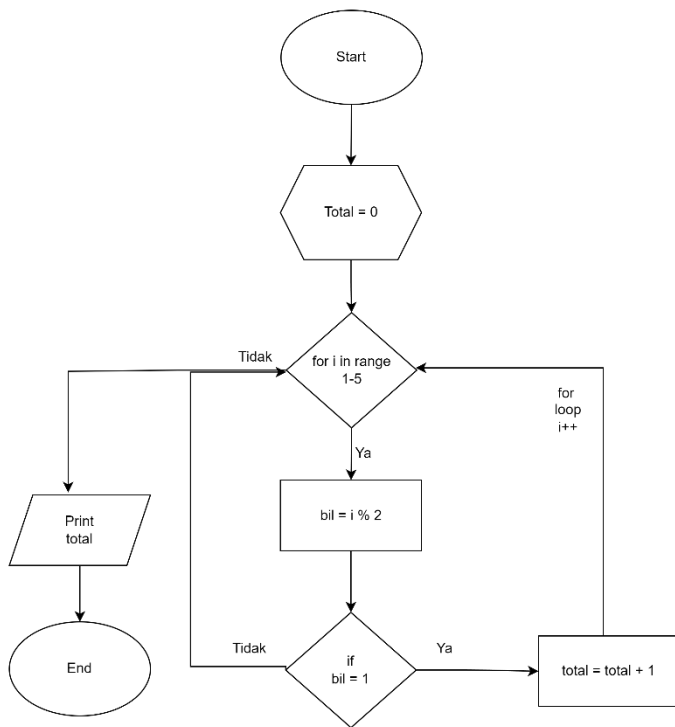 Start
Total = 0
Tidak
for i in range
1-5
for
loop
i++
Ya
Print
total
bil = i % 2
End
Tidak
if
bil = 1
Ya
total = total + 1